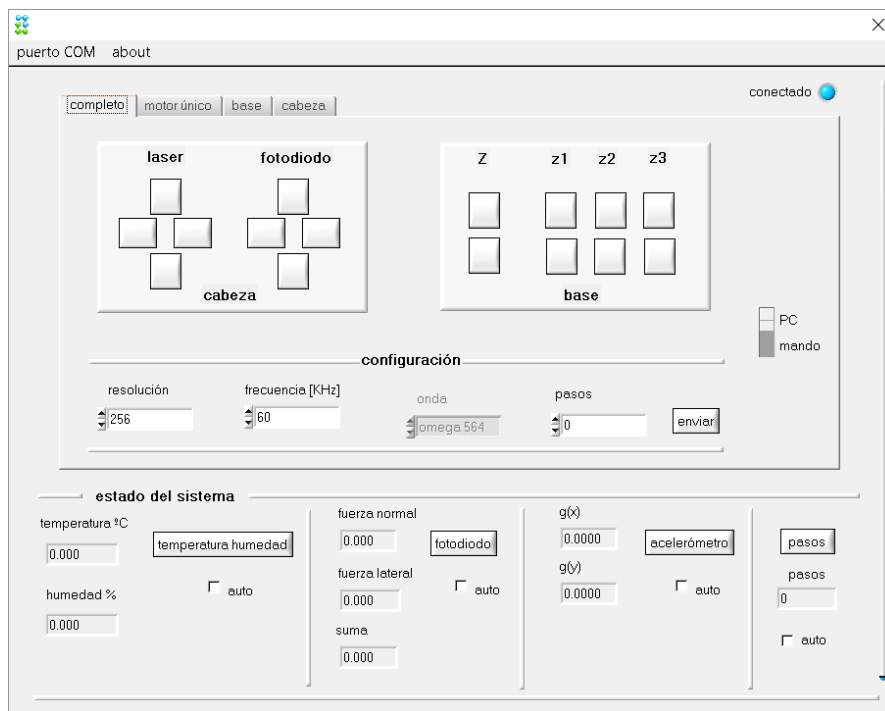 puerto COM about
conectado
completo motor único base cabeza
laser fotodiodo
cabeza
Z z1 z2 z3
base
PC
mando
configuración
resolución frecuencia [KHz] onda pasos
256 60 omega 564 0 enviar
estado del sistema
temperatura ºC
0.000
temperatura humedad
auto
humedad %
0.000
fuerza normal
0.000
fotodiodo
fuerza lateral
0.000
auto
suma
0.000
g(x)
0.0000
acelerómetro
g(y)
0.0000
auto
pasos
pasos
0
auto